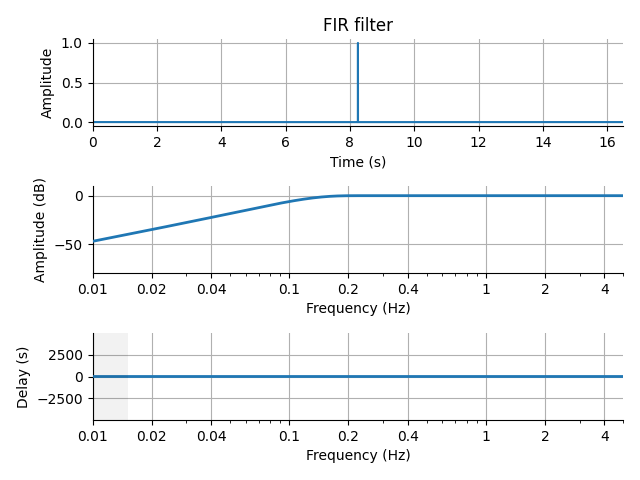 FIR filter
1.0
0.5
0.0
Amplitude
0 2 4 6 8 10 12 14 16
Time (s)
0
−50
Amplitude (dB)
0.01 0.02 0.04 0.1 0.2 0.4 1 2 4
Frequency (Hz)
2500
0
−2500
Delay (s)
0.01 0.02 0.04 0.1 0.2 0.4 1 2 4
Frequency (Hz)